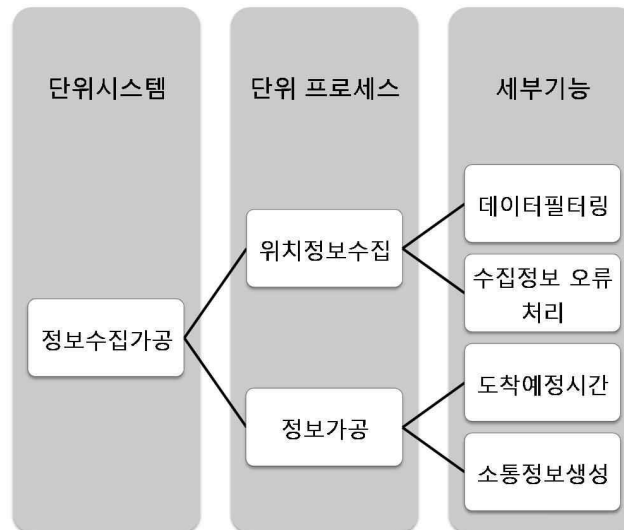 단위시스템
단위 프로세스
세부기능
정보수집가공
위치정보수집
정보가공
데이터필터링
수집정보 오류
처리
도착예정시간
소통정보생성